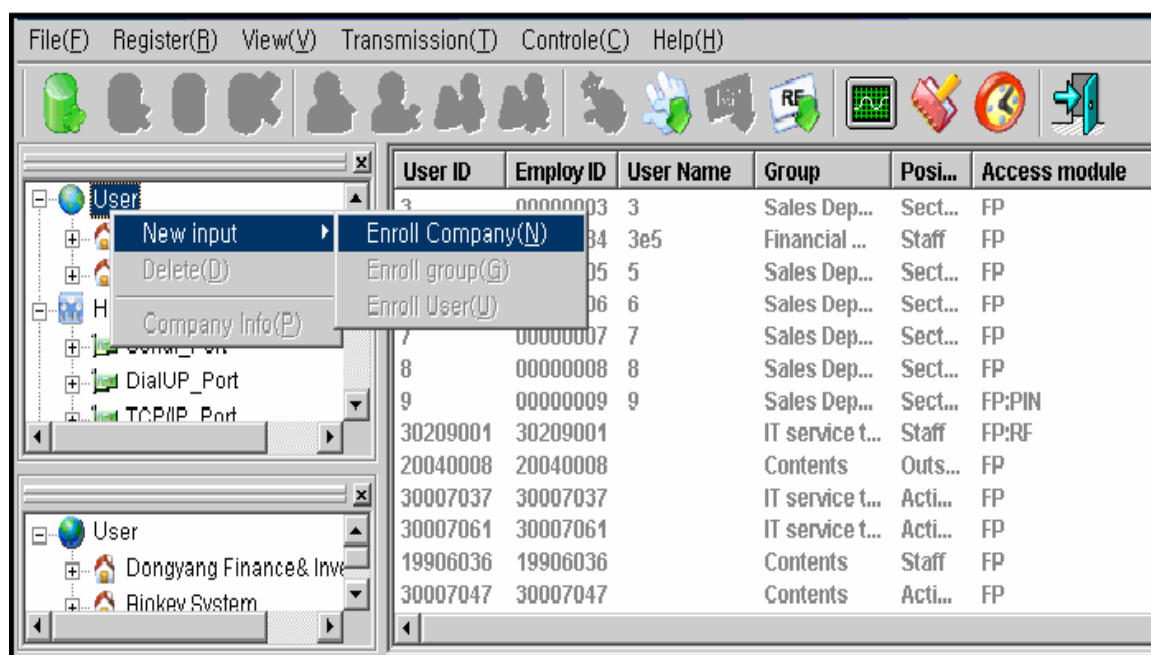 File(F) Register(R) View(V) Transmission(T) Controle(C) Help(H)
RF
User
New input
Delete(D)
Company Info(P)
Enroll Company(N)
Enroll group(G)
Enroll User(U)
H
DialUP_Port
TCP/IP_Port
User
Dongyang Finance& Inve
Biokey System
User ID Employ ID User Name Group Posi... Access module
3 00000003 3 Sales Dep... Sect... FP
34 3e5 Financial ... Staff FP
05 5 Sales Dep... Sect... FP
06 6 Sales Dep... Sect... FP
7 00000007 7 Sales Dep... Sect... FP
8 00000008 8 Sales Dep... Sect... FP
9 00000009 9 Sales Dep... Sect... FP:PIN
30209001 30209001 IT service t... Staff FP:RF
20040008 20040008 Contents Outs... FP
30007037 30007037 IT service t... Acti... FP
30007061 30007061 IT service t... Acti... FP
19906036 19906036 Contents Staff FP
30007047 30007047 Contents Acti... FP